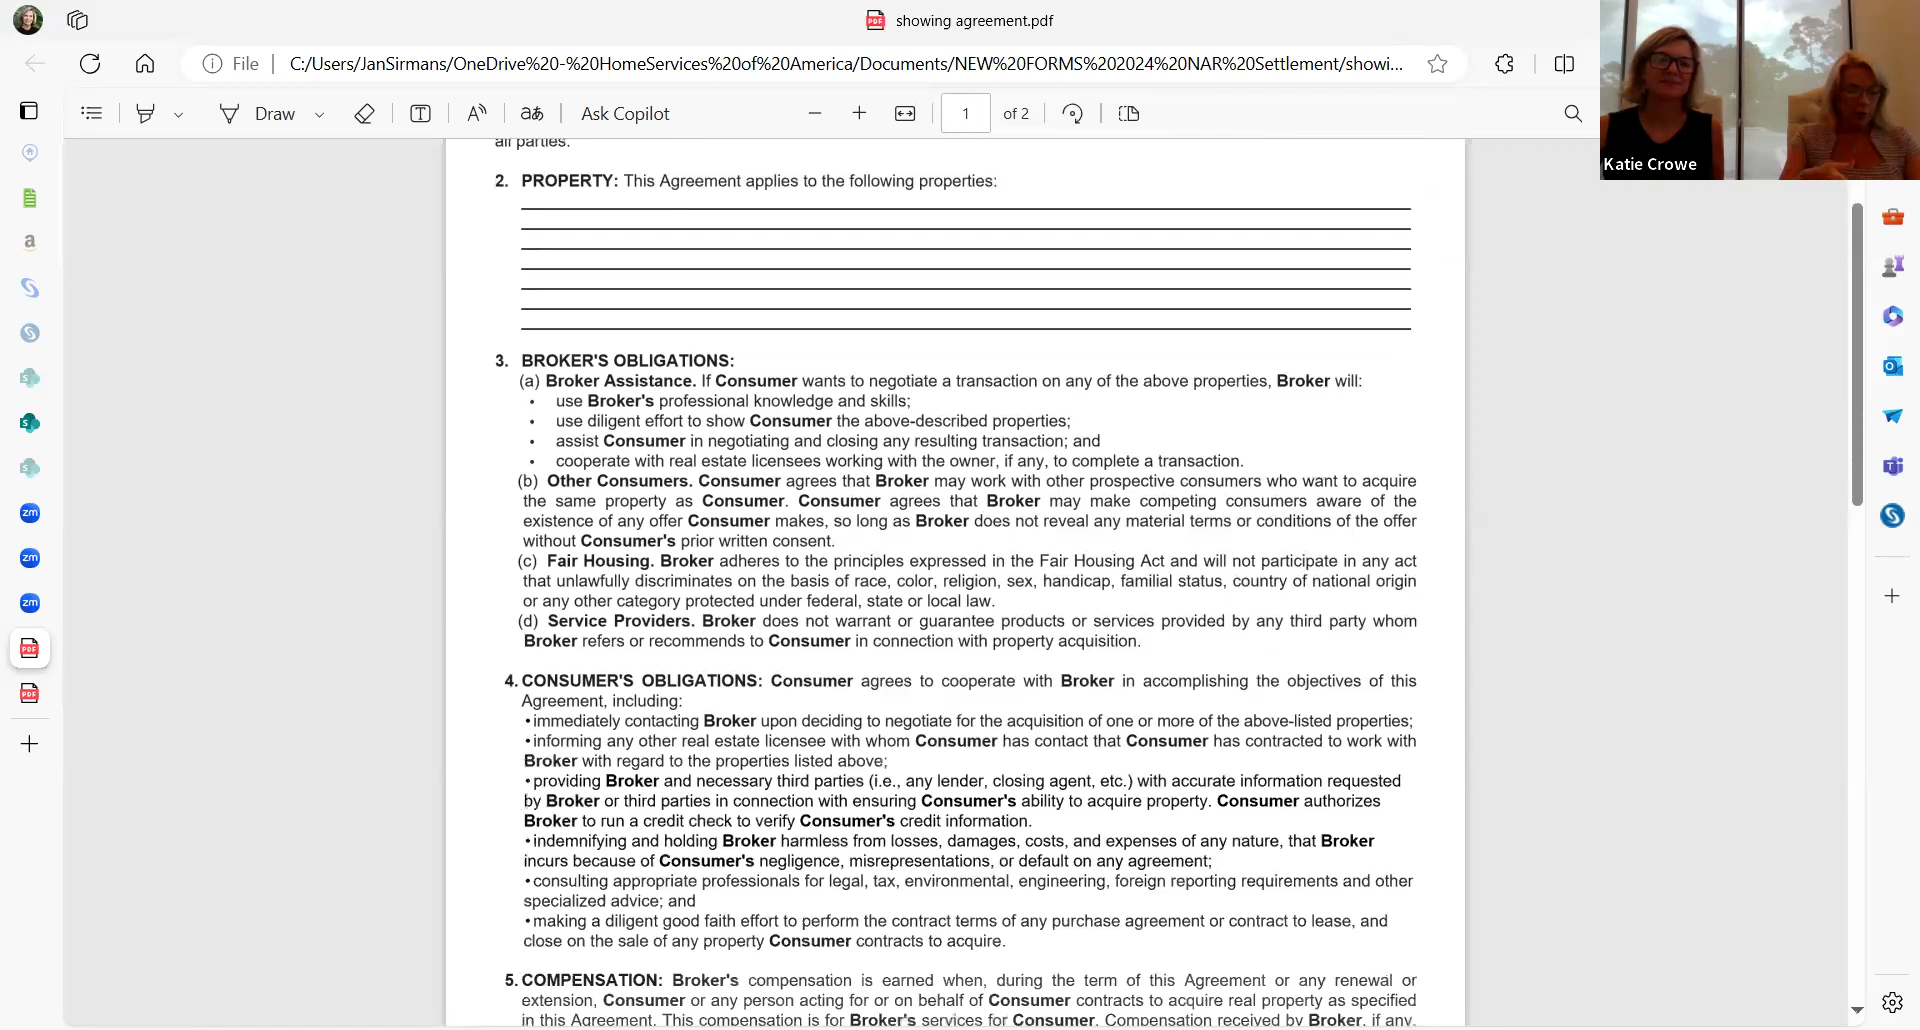 showing agreement.pdf
File
C:/Users/JanSirmans/OneDrive%20-%20HomeServices%20of%20America/Documents/NEW%20FORMS%202024%20NAR%20Settlement/showi...
Draw
Ask Copilot
1 of 2
Katie Crowe
all parties.
2. PROPERTY: This Agreement applies to the following properties:
3. BROKER'S OBLIGATIONS:
(a) Broker Assistance. If Consumer wants to negotiate a transaction on any of the above properties, Broker will:
• use Broker's professional knowledge and skills;
• use diligent effort to show Consumer the above-described properties;
• assist Consumer in negotiating and closing any resulting transaction; and
• cooperate with real estate licensees working with the owner, if any, to complete a transaction.
(b) Other Consumers. Consumer agrees that Broker may work with other prospective consumers who want to acquire
the same property as Consumer. Consumer agrees that Broker may make competing consumers aware of the
existence of any offer Consumer makes, so long as Broker does not reveal any material terms or conditions of the offer
without Consumer's prior written consent.
(c) Fair Housing. Broker adheres to the principles expressed in the Fair Housing Act and will not participate in any act
that unlawfully discriminates on the basis of race, color, religion, sex, handicap, familial status, country of national origin
or any other category protected under federal, state or local law.
(d) Service Providers. Broker does not warrant or guarantee products or services provided by any third party whom
Broker refers or recommends to Consumer in connection with property acquisition.
4. CONSUMER'S OBLIGATIONS: Consumer agrees to cooperate with Broker in accomplishing the objectives of this
Agreement, including:
• immediately contacting Broker upon deciding to negotiate for the acquisition of one or more of the above-listed properties;
• informing any other real estate licensee with whom Consumer has contact that Consumer has contracted to work with
Broker with regard to the properties listed above;
• providing Broker and necessary third parties (i.e., any lender, closing agent, etc.) with accurate information requested
by Broker or third parties in connection with ensuring Consumer's ability to acquire property. Consumer authorizes
Broker to run a credit check to verify Consumer's credit information.
• indemnifying and holding Broker harmless from losses, damages, costs, and expenses of any nature, that Broker
incurs because of Consumer's negligence, misrepresentations, or default on any agreement;
• consulting appropriate professionals for legal, tax, environmental, engineering, foreign reporting requirements and other
specialized advice; and
• making a diligent good faith effort to perform the contract terms of any purchase agreement or contract to lease, and
close on the sale of any property Consumer contracts to acquire.
5. COMPENSATION: Broker's compensation is earned when, during the term of this Agreement or any renewal or
extension, Consumer or any person acting for or on behalf of Consumer contracts to acquire real property as specified
in this Agreement. This compensation is for Broker's services for Consumer. Compensation received by Broker, if any,